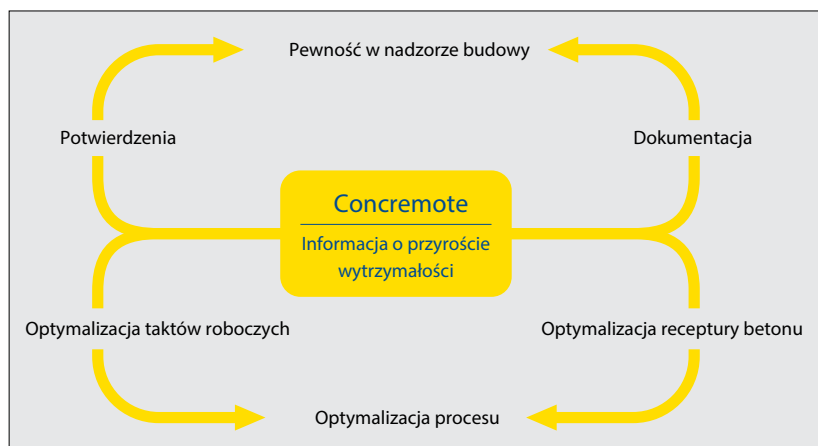 Pewność w nadzorze budowy
Potwierdzenia
Dokumentacja
Concremote
Informacja o przyroście
wytrzymałości
Optymalizacja taktów roboczych
Optymalizacja receptury betonu
Optymalizacja procesu